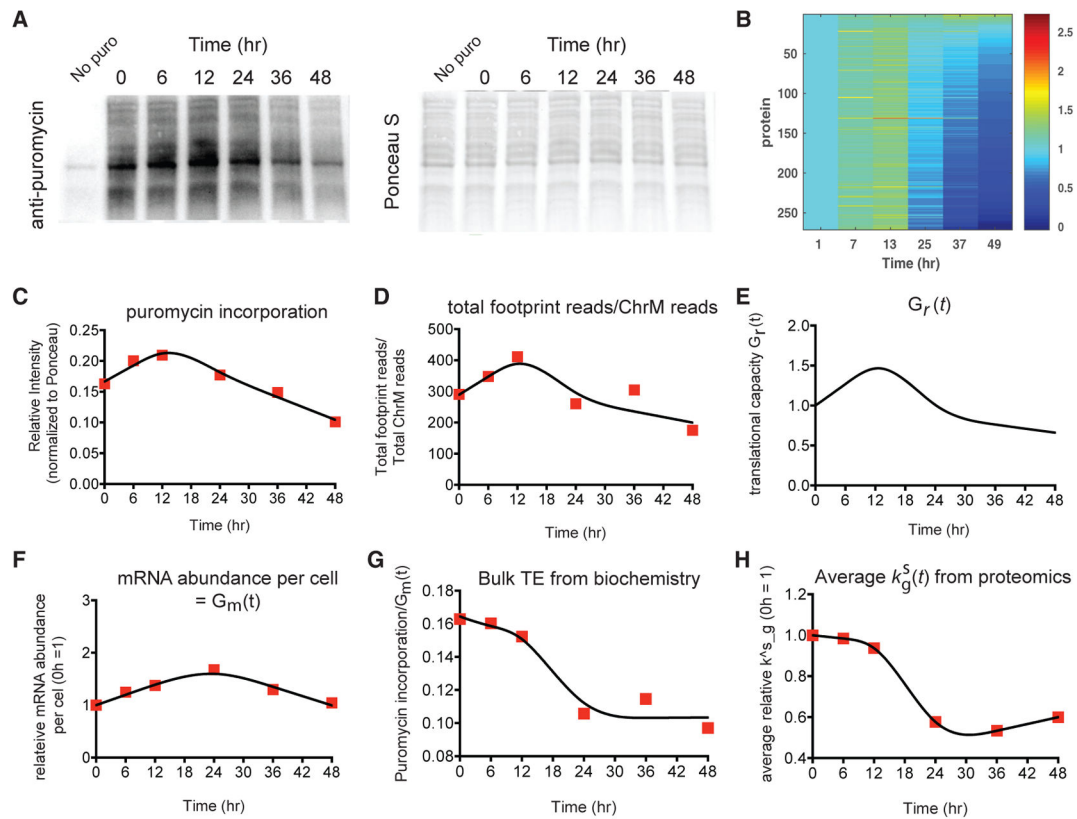 A
No puro
Time (hr)
0 6 12 24 36 48
anti-puromycin
No puro
Time (hr)
0 6 12 24 36 48
Ponceau S
B
protein
50
100
150
200
250
1 7 13 25 37 49
Time (hr)
2.5
2
1.5
1
0.5
0
C
puromycin incorporation
Relative Intensity
(normalized to Ponceau)
0.25
0.20
0.15
0.10
0.05
0.00
0 6 12 18 24 30 36 42 48
Time (hr)
D
total footprint reads/ChrM reads
Total footprint reads/
Total ChrM reads
500
400
300
200
100
0
0 6 12 18 24 30 36 42 48
Time (hr)
E
Gr(t)
translational capacity Gr(t)
2.0
1.5
1.0
0.5
0.0
0 6 12 18 24 30 36 42 48
Time (hr)
F
mRNA abundance per cell
= Gm(t)
relateive mRNA abundance
per cel (0h =1)
3
2
1
0
0 6 12 18 24 30 36 42 48
Time (hr)
G
Bulk TE from biochemistry
Puromycin incorporation/Gm(t)
0.18
0.16
0.14
0.12
0.10
0.08
0 6 12 18 24 30 36 42 48
Time (hr)
H
Average k^s_g(t) from proteomics
average relative k^s_g (0h = 1)
1.2
1.0
0.8
0.6
0.4
0 6 12 18 24 30 36 42 48
Time (hr)